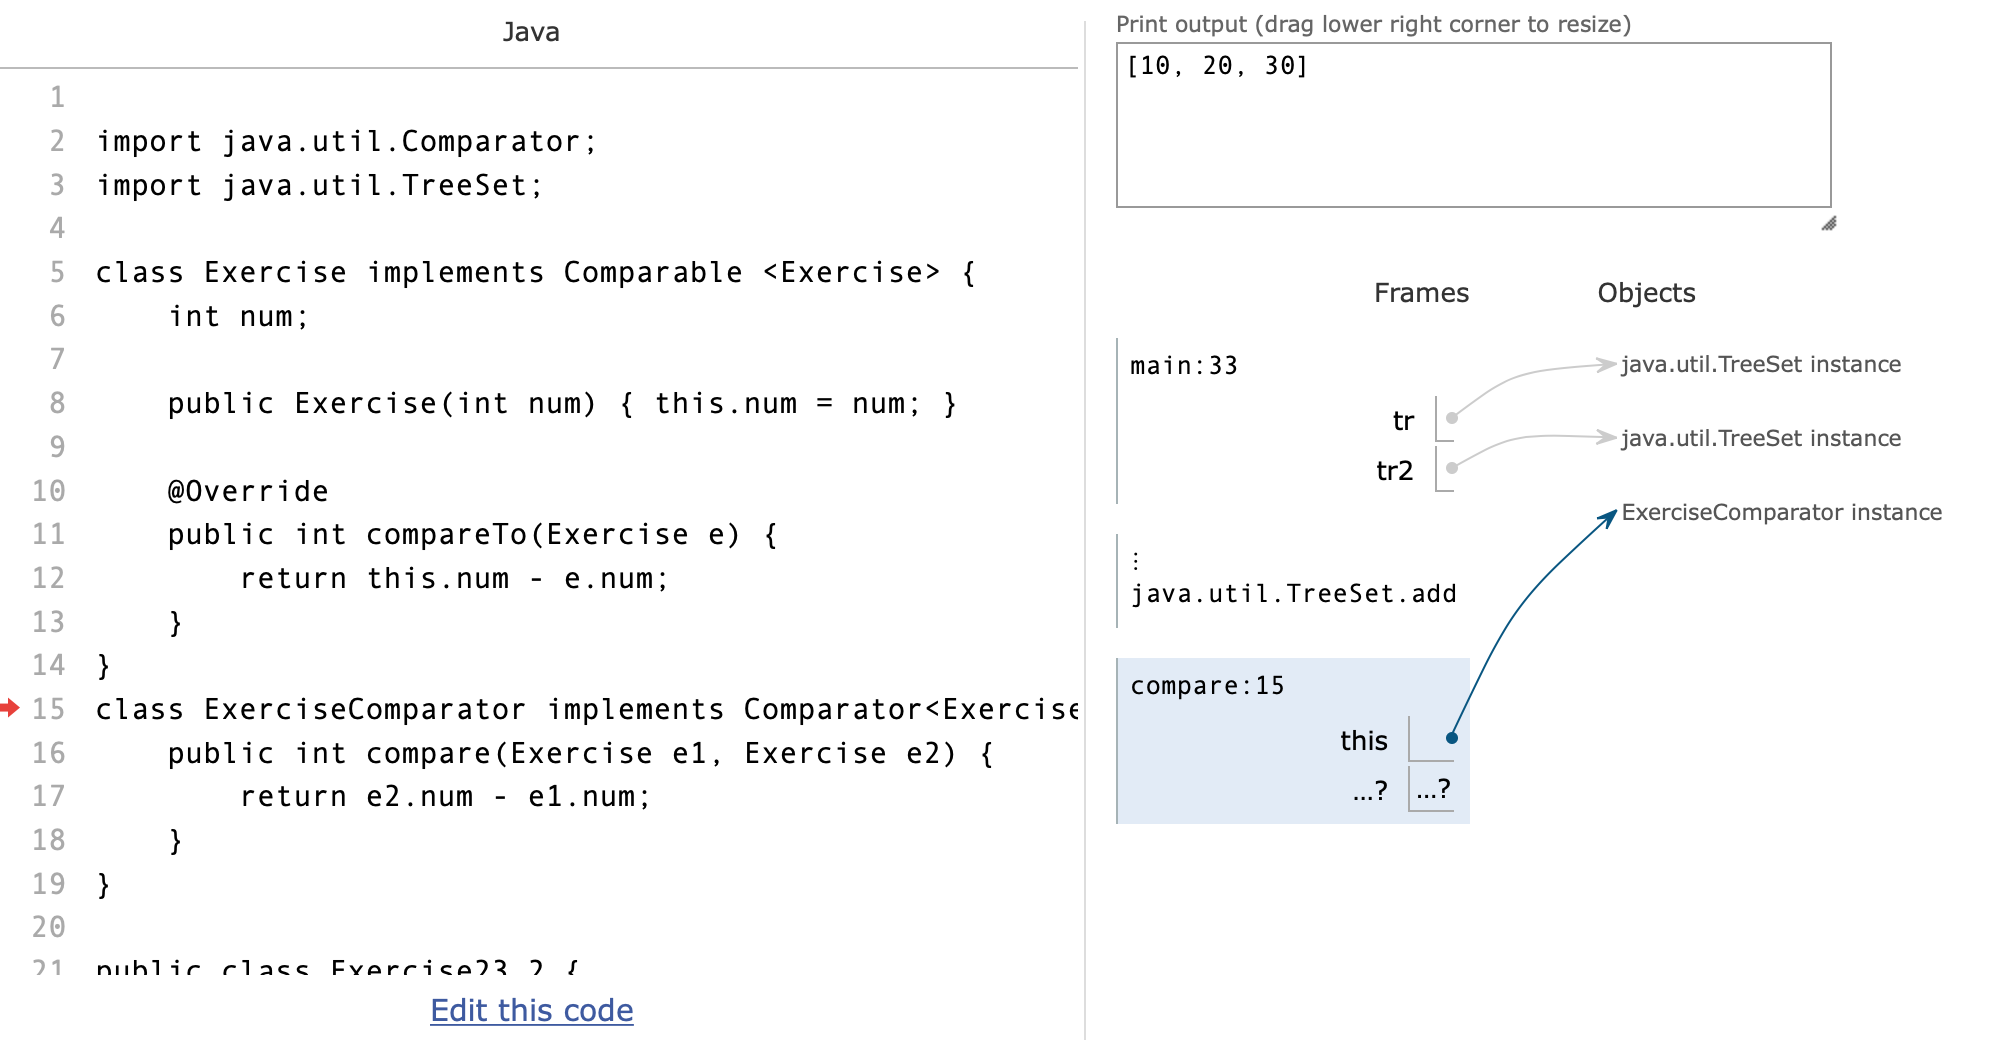 Java
1
2 import java.util.Comparator;
3 import java.util.TreeSet;
4
5 class Exercise implements Comparable <Exercise> {
6     int num;
7
8     public Exercise(int num) { this.num = num; }
9
10     @Override
11     public int compareTo(Exercise e) {
12         return this.num - e.num;
13     }
14 }
15 class ExerciseComparator implements Comparator<Exercise
16     public int compare(Exercise e1, Exercise e2) {
17         return e2.num - e1.num;
18     }
19 }
20
21 public class Exercise23_2 {
Edit this code
Print output (drag lower right corner to resize)
[10, 20, 30]
Frames Objects
main:33
tr
tr2
java.util.TreeSet instance
java.util.TreeSet instance
ExerciseComparator instance
⋮
java.util.TreeSet.add
compare:15
this
...? ...?